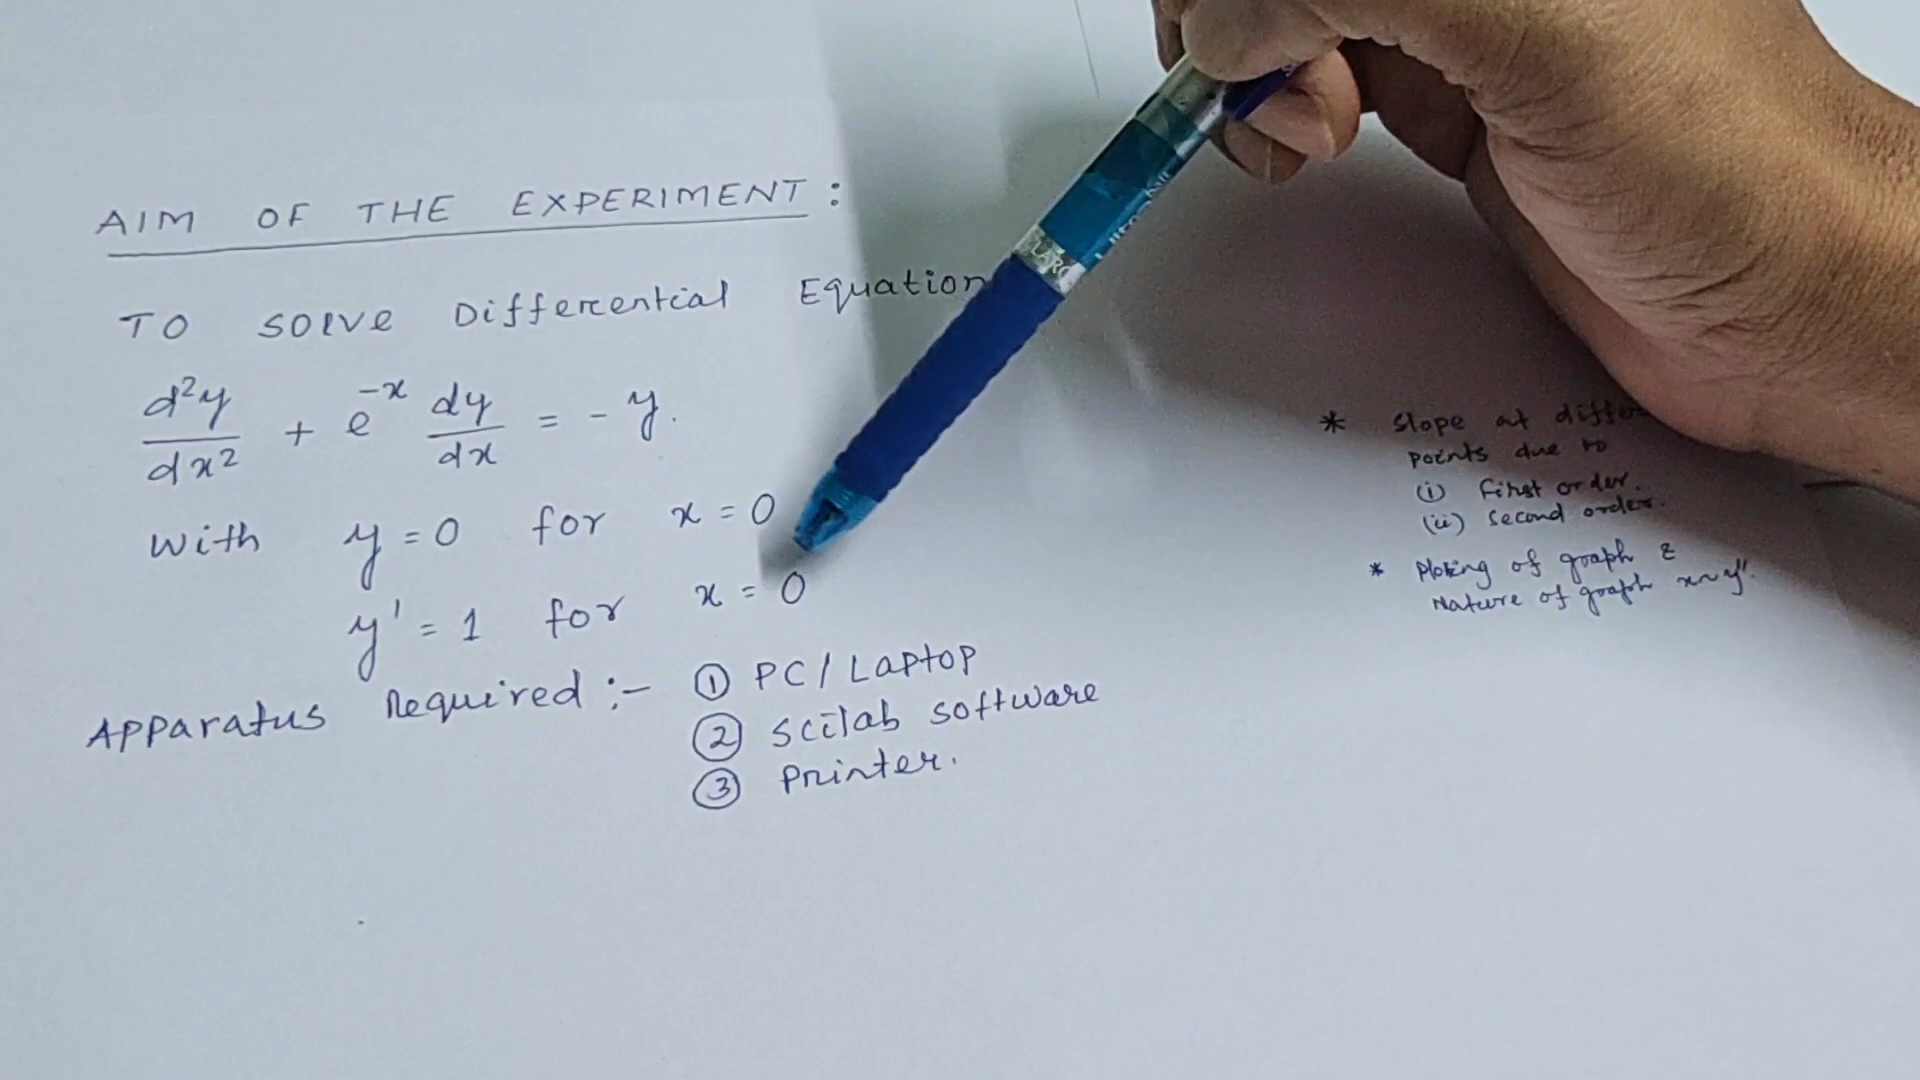 AIM OF THE EXPERIMENT :
TO SOLVE Differential Equation
d²y/dx² + e^-x dy/dx = - y.
With y = 0 for x = 0
y' = 1 for x = 0
Apparatus Required :- ① PC / Laptop
② Scilab software
③ Printer.
* Slope at
points due to
(i) First order.
(ii) Second order.
* Ploting of graph &
Nature of graph x~y".